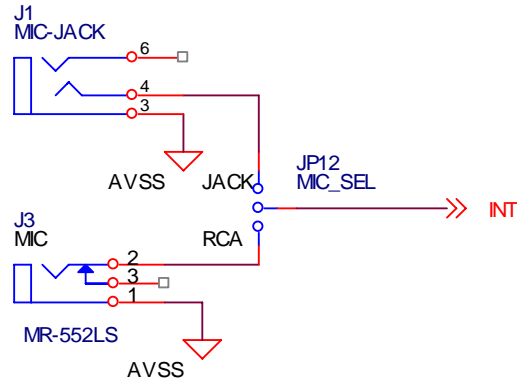 J1
MIC-JACK
6
4
3
AVSS
JACK
JP12
MIC_SEL
INT
RCA
J3
MIC
2
3
1
MR-552LS
AVSS